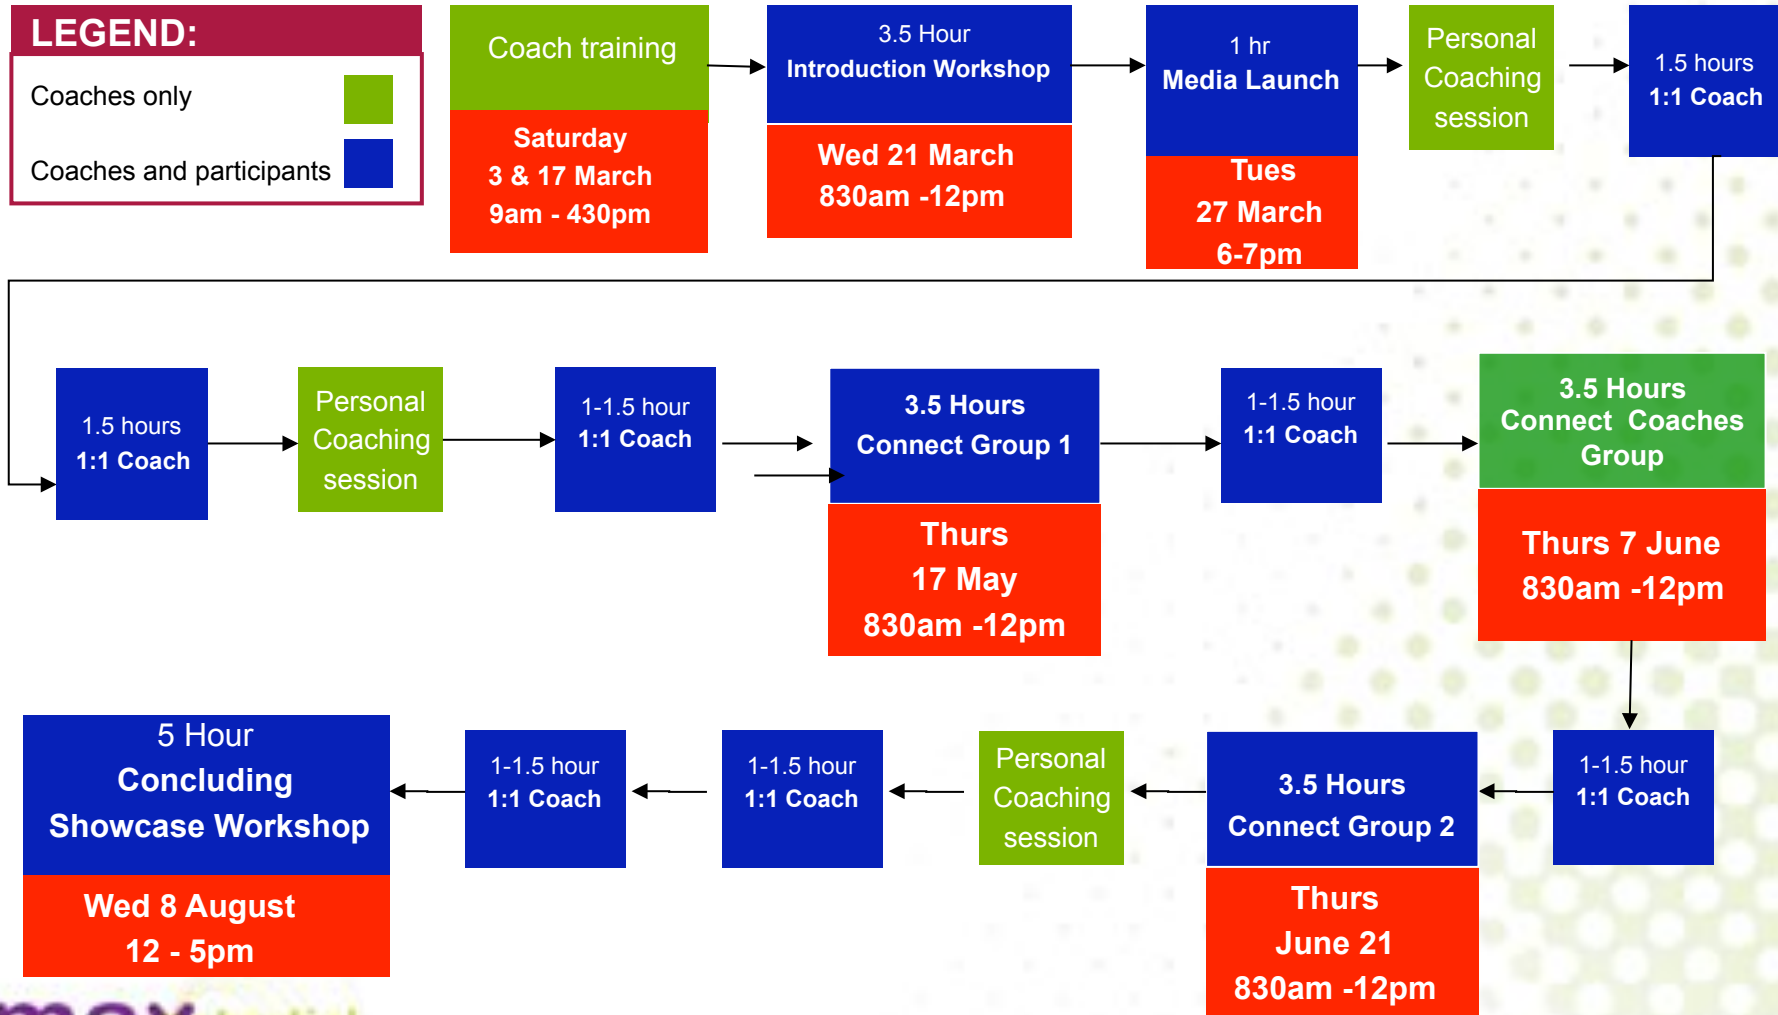 LEGEND:
Coaches only
Coaches and participants
Coach training
Saturday
3 & 17 March
9am - 430pm
3.5 Hour
Introduction Workshop
Wed 21 March
830am -12pm
1 hr
Media Launch
Tues
27 March
6-7pm
Personal
Coaching
session
1.5 hours
1:1 Coach
1.5 hours
1:1 Coach
Personal
Coaching
session
1-1.5 hour
1:1 Coach
3.5 Hours
Connect Group 1
Thurs
17 May
830am -12pm
1-1.5 hour
1:1 Coach
3.5 Hours
Connect Coaches
Group
Thurs 7 June
830am -12pm
1-1.5 hour
1:1 Coach
3.5 Hours
Connect Group 2
Thurs
June 21
830am -12pm
Personal
Coaching
session
1-1.5 hour
1:1 Coach
1-1.5 hour
1:1 Coach
5 Hour
Concluding
Showcase Workshop
Wed 8 August
12 - 5pm